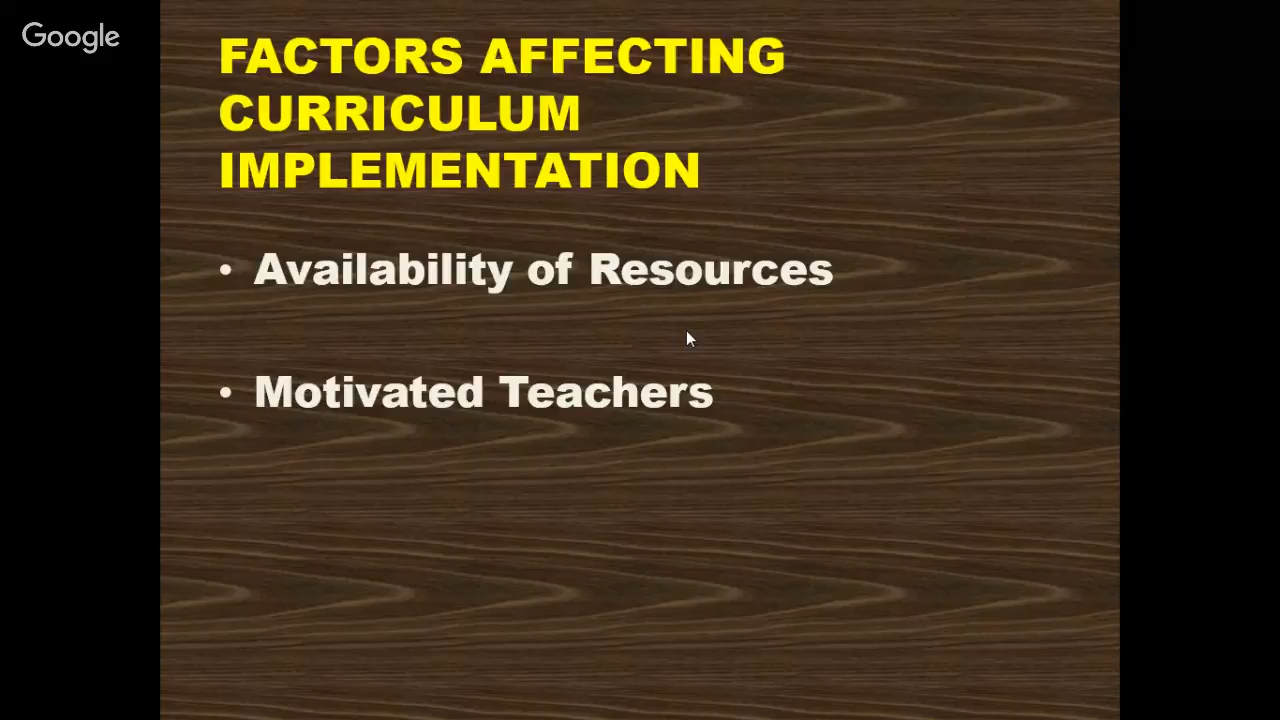 Google
FACTORS AFFECTING
CURRICULUM
IMPLEMENTATION
• Availability of Resources
• Motivated Teachers